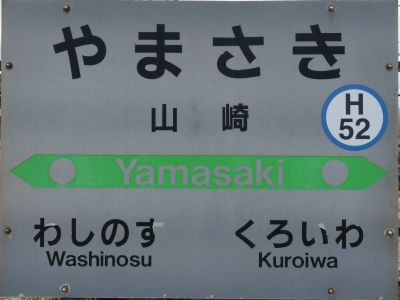 やまさき
山崎
H
52
Yamasaki
わしのす
Washinosu
くろいわ
Kuroiwa